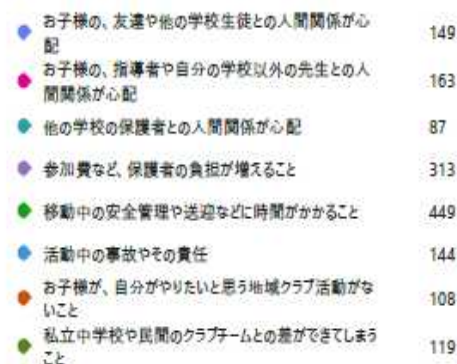 お子様の、友達や他の学校生徒との人間関係が心
配
149
お子様の、指導者や自分の学校以外の先生との人
間関係が心配
163
他の学校の保護者との人間関係が心配
87
参加費など、保護者の負担が増えること
313
移動中の安全管理や送迎などに時間がかかること
449
活動中の事故やその責任
144
お子様が、自分がやりたいと思う地域クラブ活動がな
いこと
108
私立中学校や民間のクラブチームとの差ができてしまう
こと
119